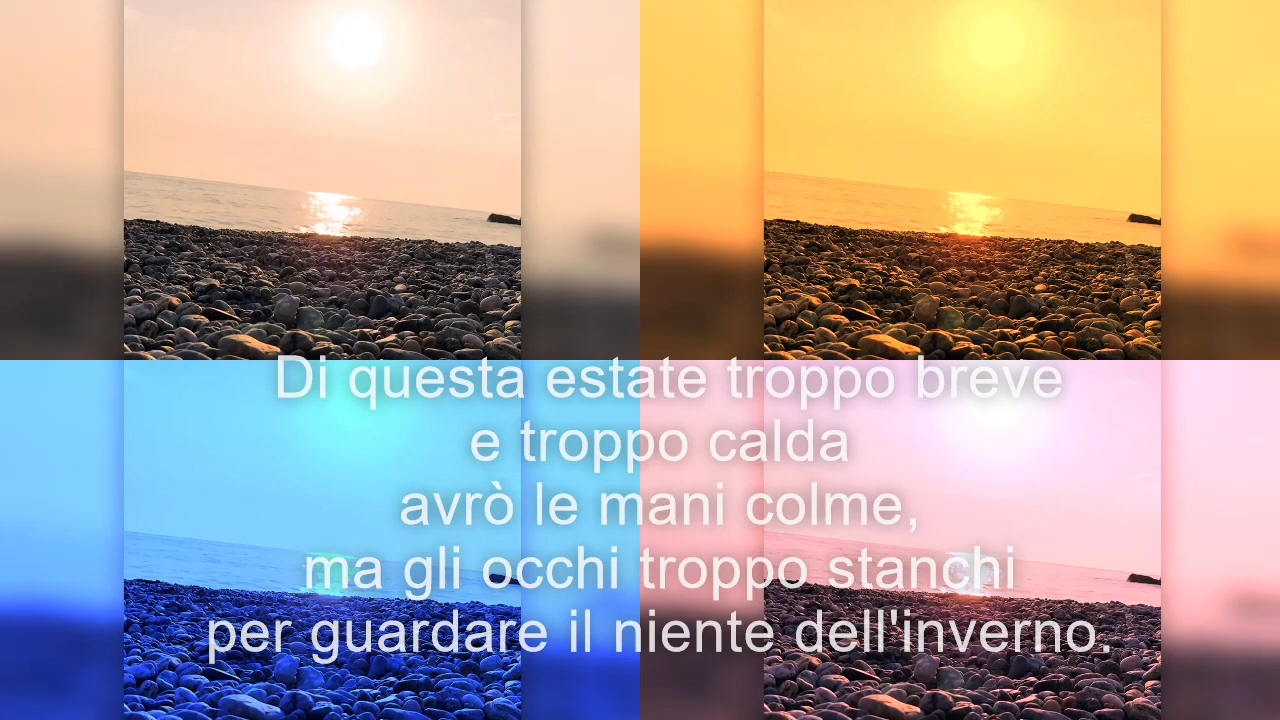 Di questa estate troppo breve
e troppo calda
avrò le mani colme,
ma gli occhi troppo stanchi
per guardare il niente dell'inverno.